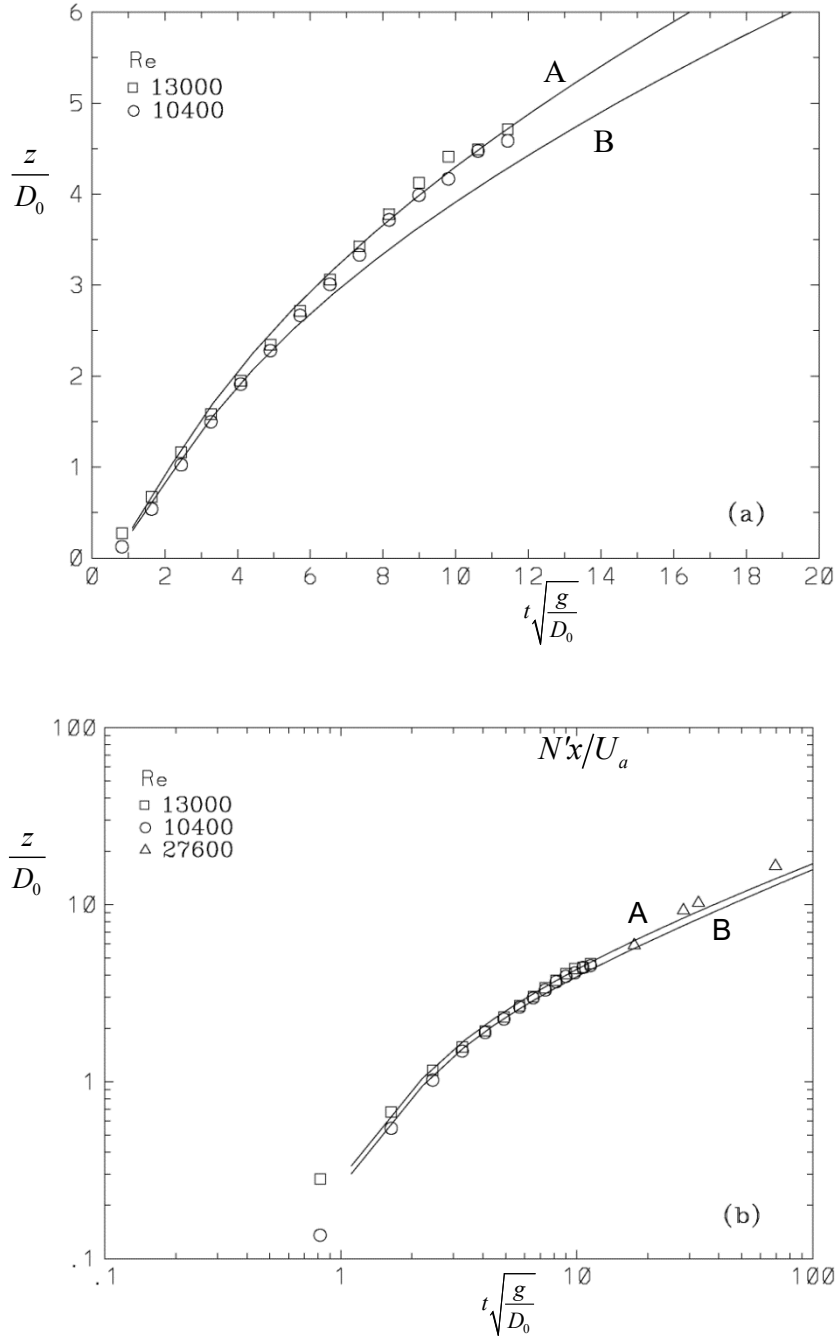 6
5
4
3
2
1
0
Re
□ 13000
○ 10400
A
B
z
D₀
(a)
0 2 4 6 8 10 12 14 16 18 20
t√g/D₀
100
10
1
.1
N'x/Uₐ
Re
□ 13000
○ 10400
△ 27600
z
D₀
A
B
(b)
.1 1 10 100
t√g/D₀